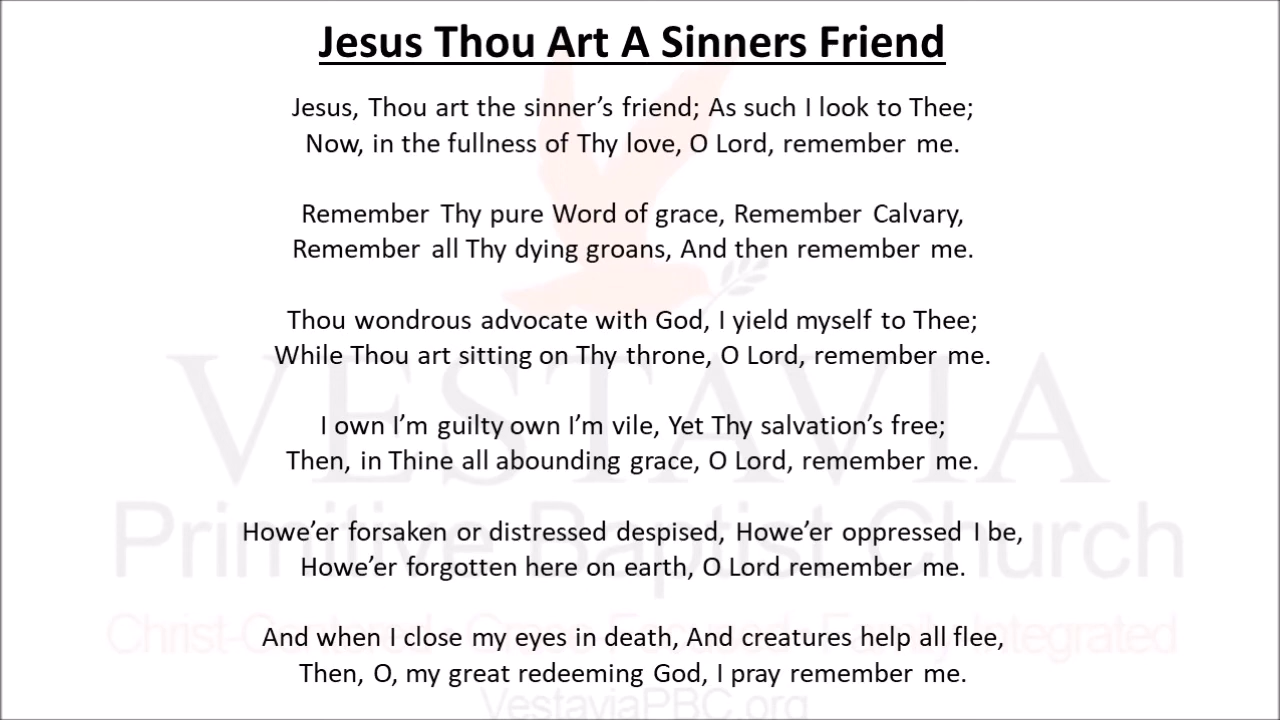 Jesus Thou Art A Sinners Friend
Jesus, Thou art the sinner’s friend; As such I look to Thee;
Now, in the fullness of Thy love, O Lord, remember me.
Remember Thy pure Word of grace, Remember Calvary,
Remember all Thy dying groans, And then remember me.
Thou wondrous advocate with God, I yield myself to Thee;
While Thou art sitting on Thy throne, O Lord, remember me.
I own I’m guilty own I’m vile, Yet Thy salvation’s free;
Then, in Thine all abounding grace, O Lord, remember me.
Howe’er forsaken or distressed despised, Howe’er oppressed I be,
Howe’er forgotten here on earth, O Lord remember me.
And when I close my eyes in death, And creatures help all flee,
Then, O, my great redeeming God, I pray remember me.
VESTAVIA
Primitive Baptist Church
Christ-Centered · Cross-Focused · Family-Integrated
VestaviaPBC.org